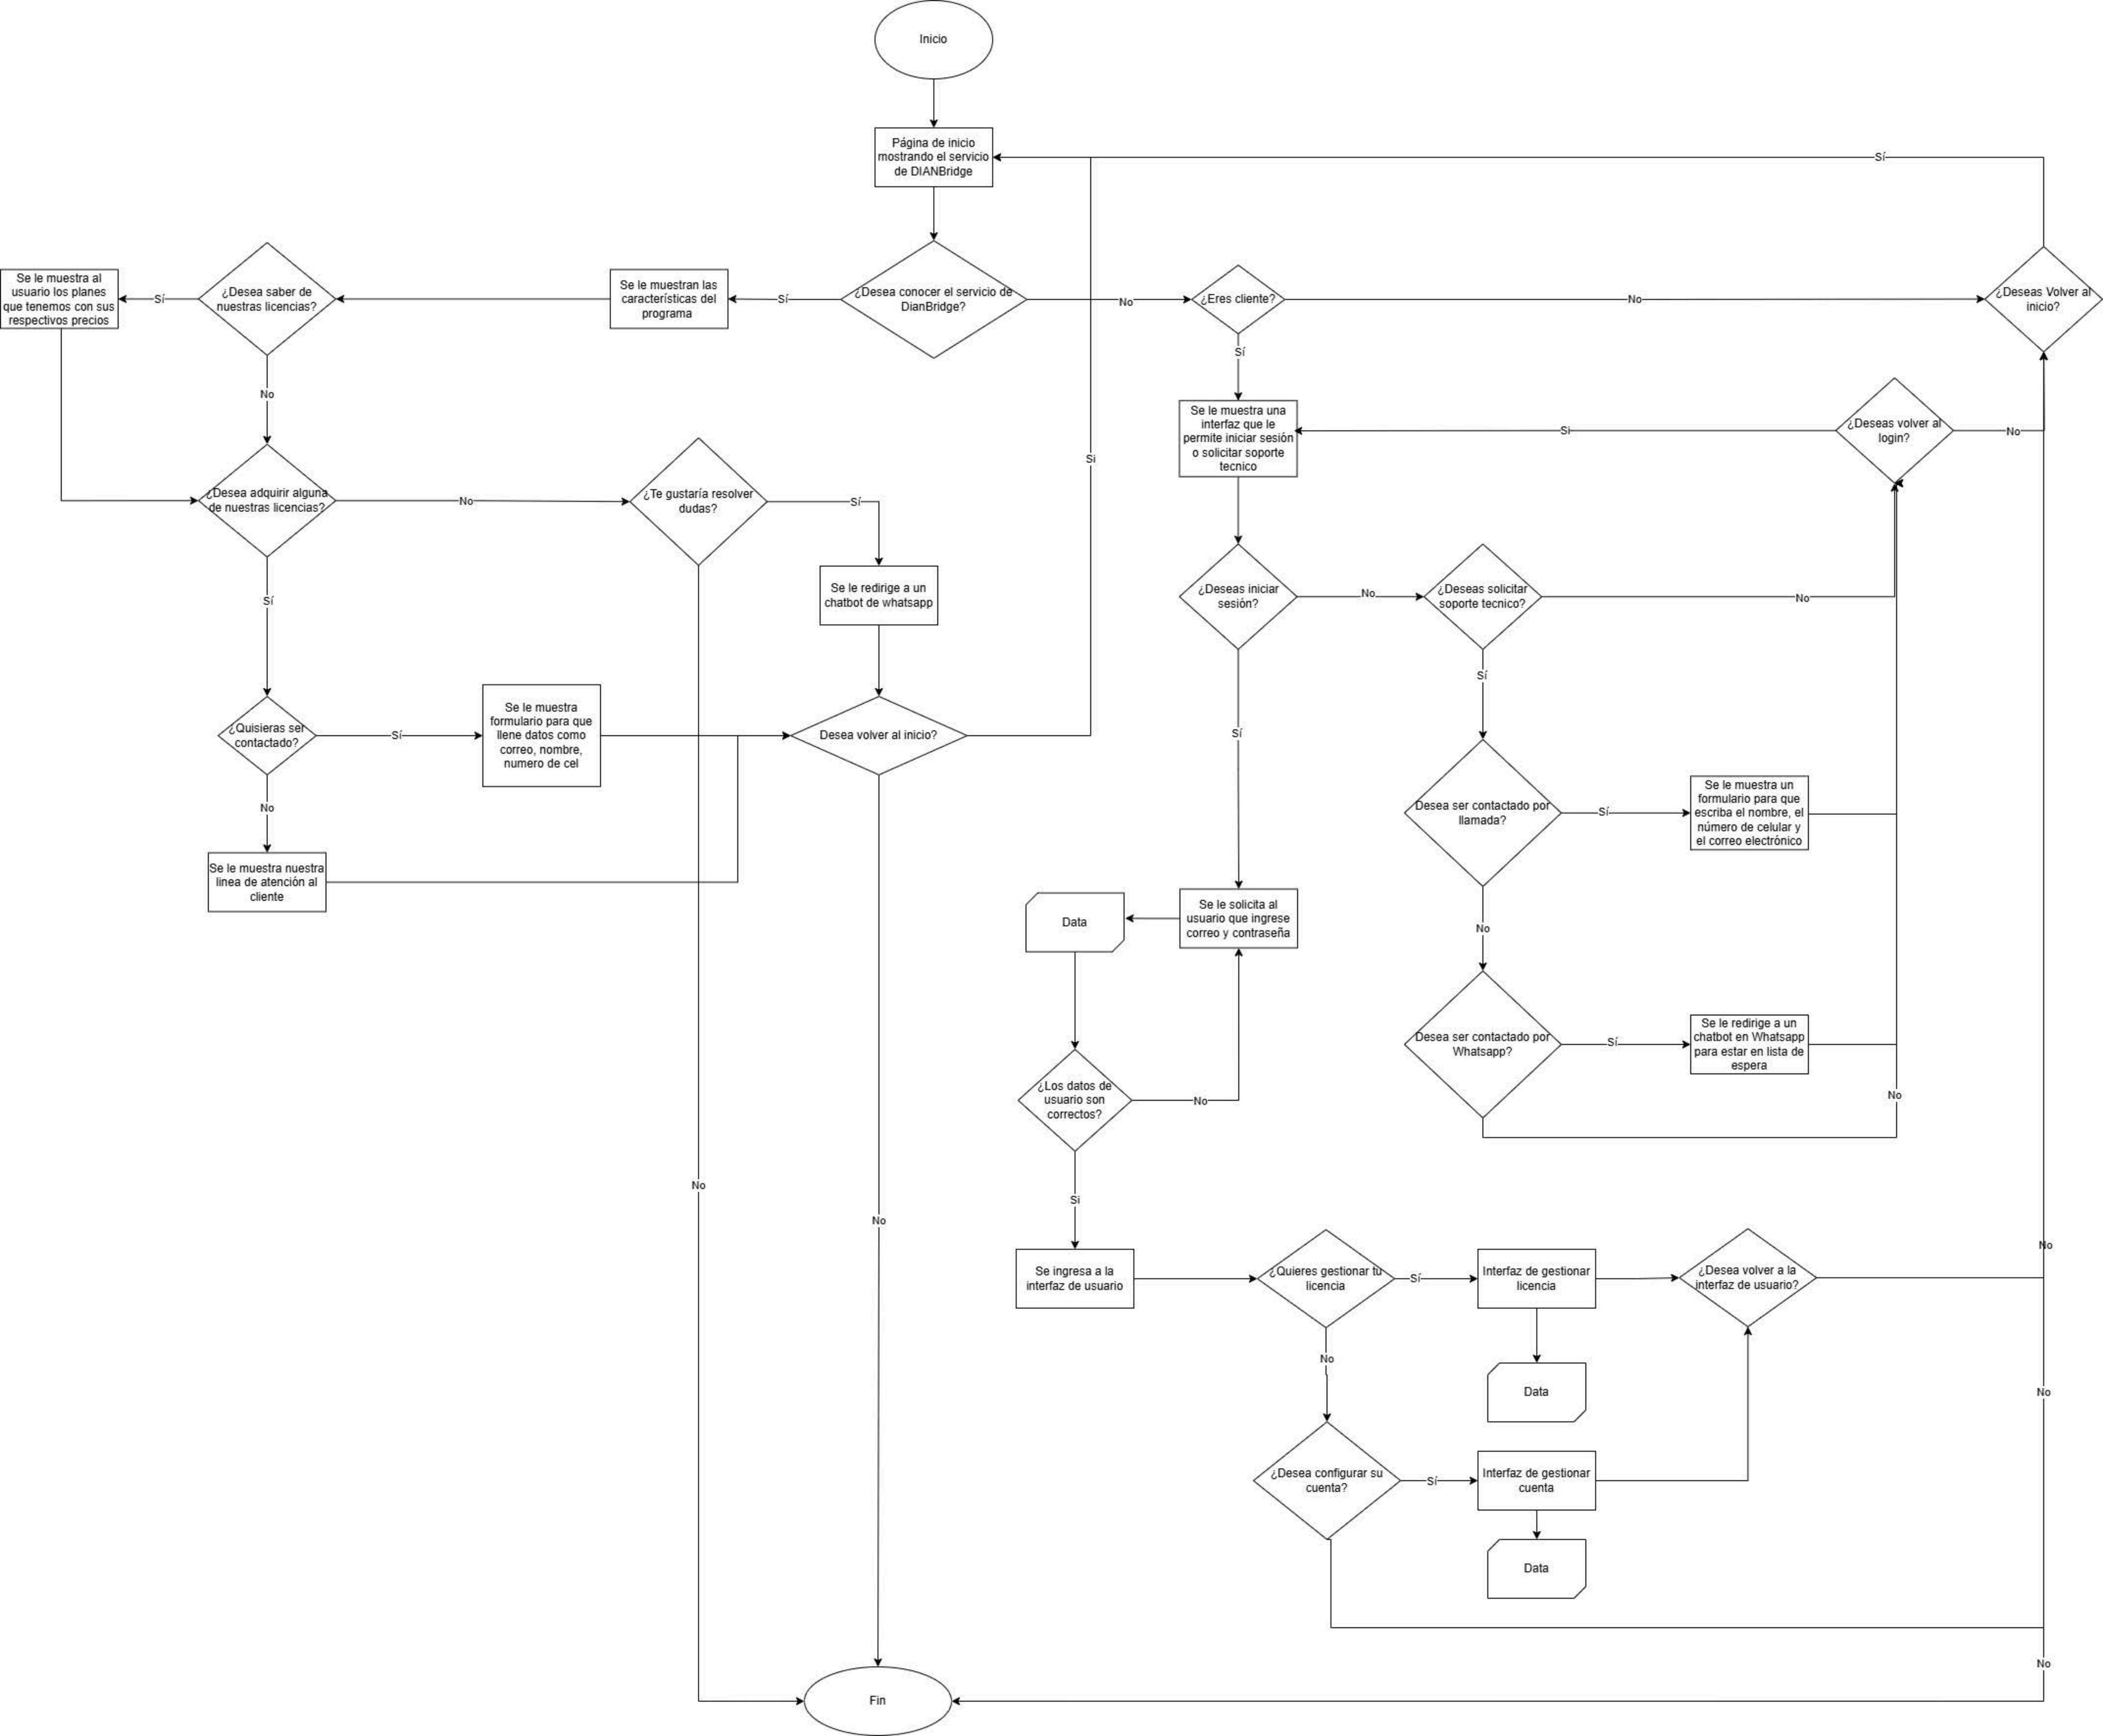 Inicio
Página de inicio
mostrando el servicio
de DIANBridge
Sí
Se le muestra al
usuario los planes
que tenemos con sus
respectivos precios
Sí
¿Desea saber de
nuestras licencias?
Se le muestran las
características del
programa
Sí
¿Desea conocer el servicio de
DianBridge?
No
¿Eres cliente?
No
¿Deseas Volver al
inicio?
Sí
No
Se le muestra una
interfaz que le
permite iniciar sesión
o solicitar soporte
tecnico
Si
¿Deseas volver al
login?
No
Si
¿Desea adquirir alguna
de nuestras licencias?
No
¿Te gustaría resolver
dudas?
Sí
Se le redirige a un
chatbot de whatsapp
¿Deseas iniciar
sesión?
No
¿Deseas solicitar
soporte tecnico?
No
Sí
Sí
Sí
¿Quisieras ser
contactado?
Sí
Se le muestra
formulario para que
llene datos como
correo, nombre,
numero de cel
Desea volver al inicio?
No
Se le muestra nuestra
linea de atención al
cliente
Desea ser contactado por
llamada?
Sí
Se le muestra un
formulario para que
escriba el nombre, el
número de celular y
el correo electrónico
Data
Se le solicita al
usuario que ingrese
correo y contraseña
No
Desea ser contactado por
Whatsapp?
Sí
Se le redirige a un
chatbot en Whatsapp
para estar en lista de
espera
No
¿Los datos de
usuario son
correctos?
No
No
No
Si
No
Se ingresa a la
interfaz de usuario
¿Quieres gestionar tu
licencia
Sí
Interfaz de gestionar
licencia
¿Desea volver a la
interfaz de usuario?
No
Data
No
¿Desea configurar su
cuenta?
Sí
Interfaz de gestionar
cuenta
Data
No
Fin